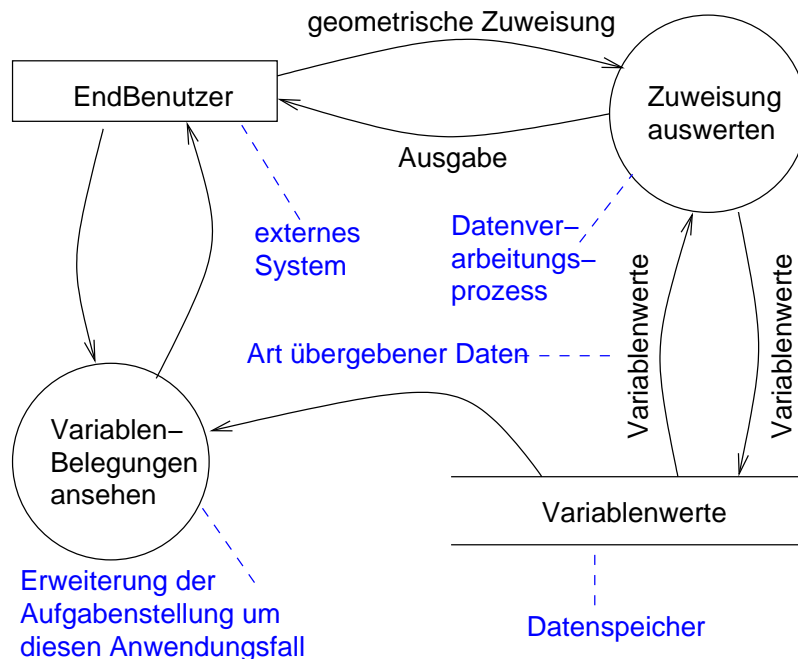 geometrische Zuweisung
EndBenutzer
Zuweisung
auswerten
Ausgabe
externes
System
Datenver–
arbeitungs–
prozess
Variablenwerte
Variablenwerte
Art übergebener Daten
Variablen–
Belegungen
ansehen
Variablenwerte
Erweiterung der
Aufgabenstellung um
diesen Anwendungsfall
Datenspeicher